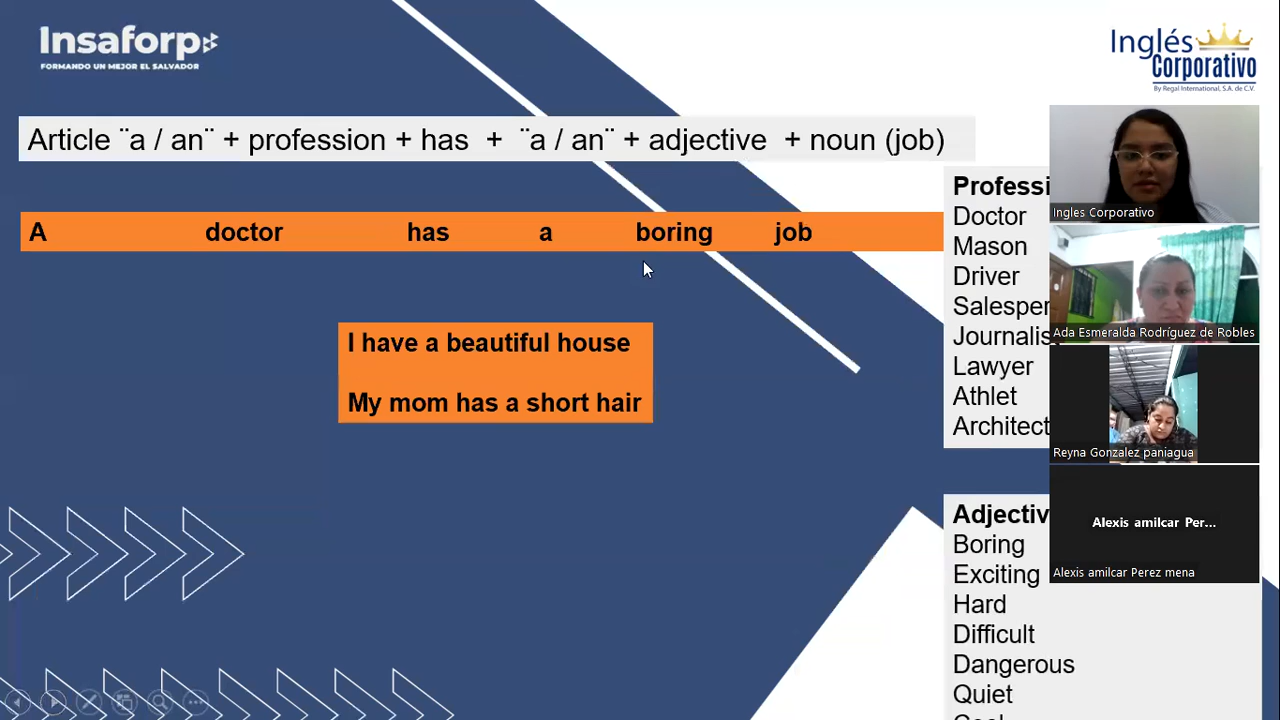 Insaforp
FORMANDO UN MEJOR EL SALVADOR
Inglés
Corporativo
By Regal International, S.A. de C.V.
Article ¨a / an¨ + profession + has + ¨a / an¨ + adjective + noun (job)
A doctor has a boring job
I have a beautiful house
My mom has a short hair
Professi
Doctor
Mason
Driver
Salesper
Journalis
Lawyer
Athlet
Architect
Adjectiv
Boring
Exciting
Hard
Difficult
Dangerous
Quiet
Ingles Corporativo
Ada Esmeralda Rodríguez de Robles
Reyna Gonzalez paniagua
Alexis amilcar Per...
Alexis amilcar Perez mena